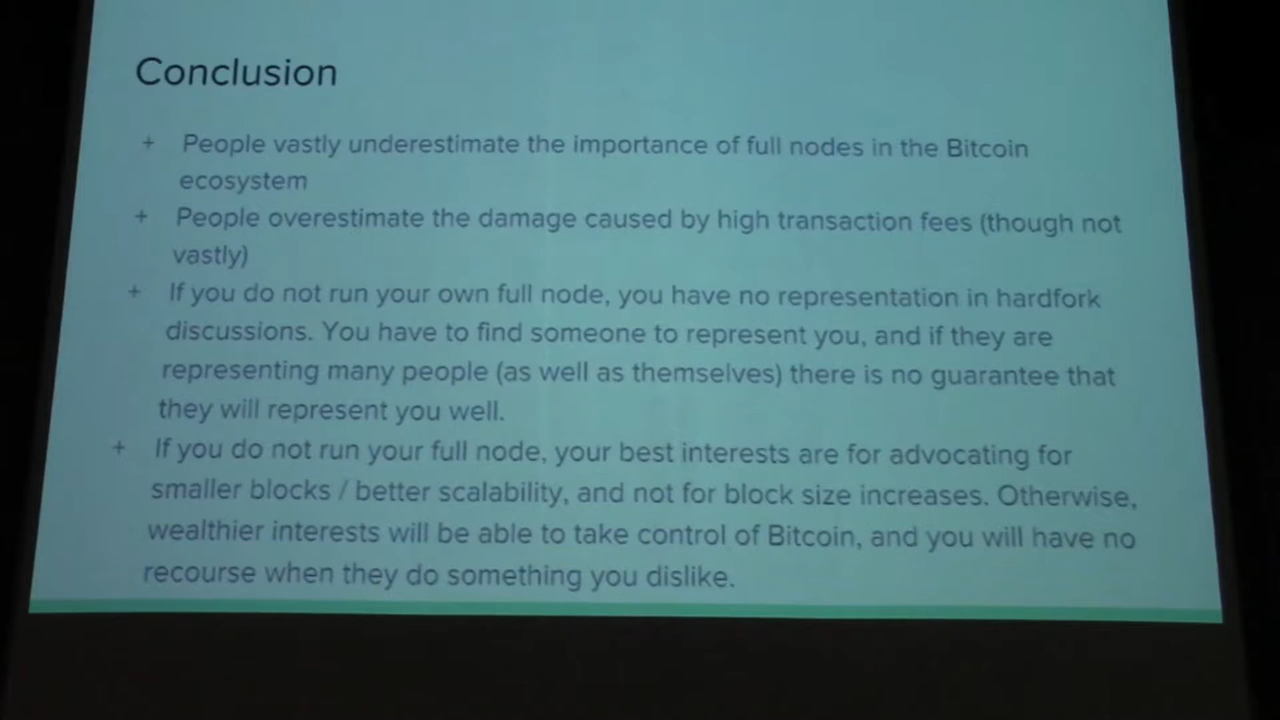 Conclusion
+ People vastly underestimate the importance of full nodes in the Bitcoin
ecosystem
+ People overestimate the damage caused by high transaction fees (though not
vastly)
+ If you do not run your own full node, you have no representation in hardfork
discussions. You have to find someone to represent you, and if they are
representing many people (as well as themselves) there is no guarantee that
they will represent you well.
+ If you do not run your full node, your best interests are for advocating for
smaller blocks / better scalability, and not for block size increases. Otherwise,
wealthier interests will be able to take control of Bitcoin, and you will have no
recourse when they do something you dislike.